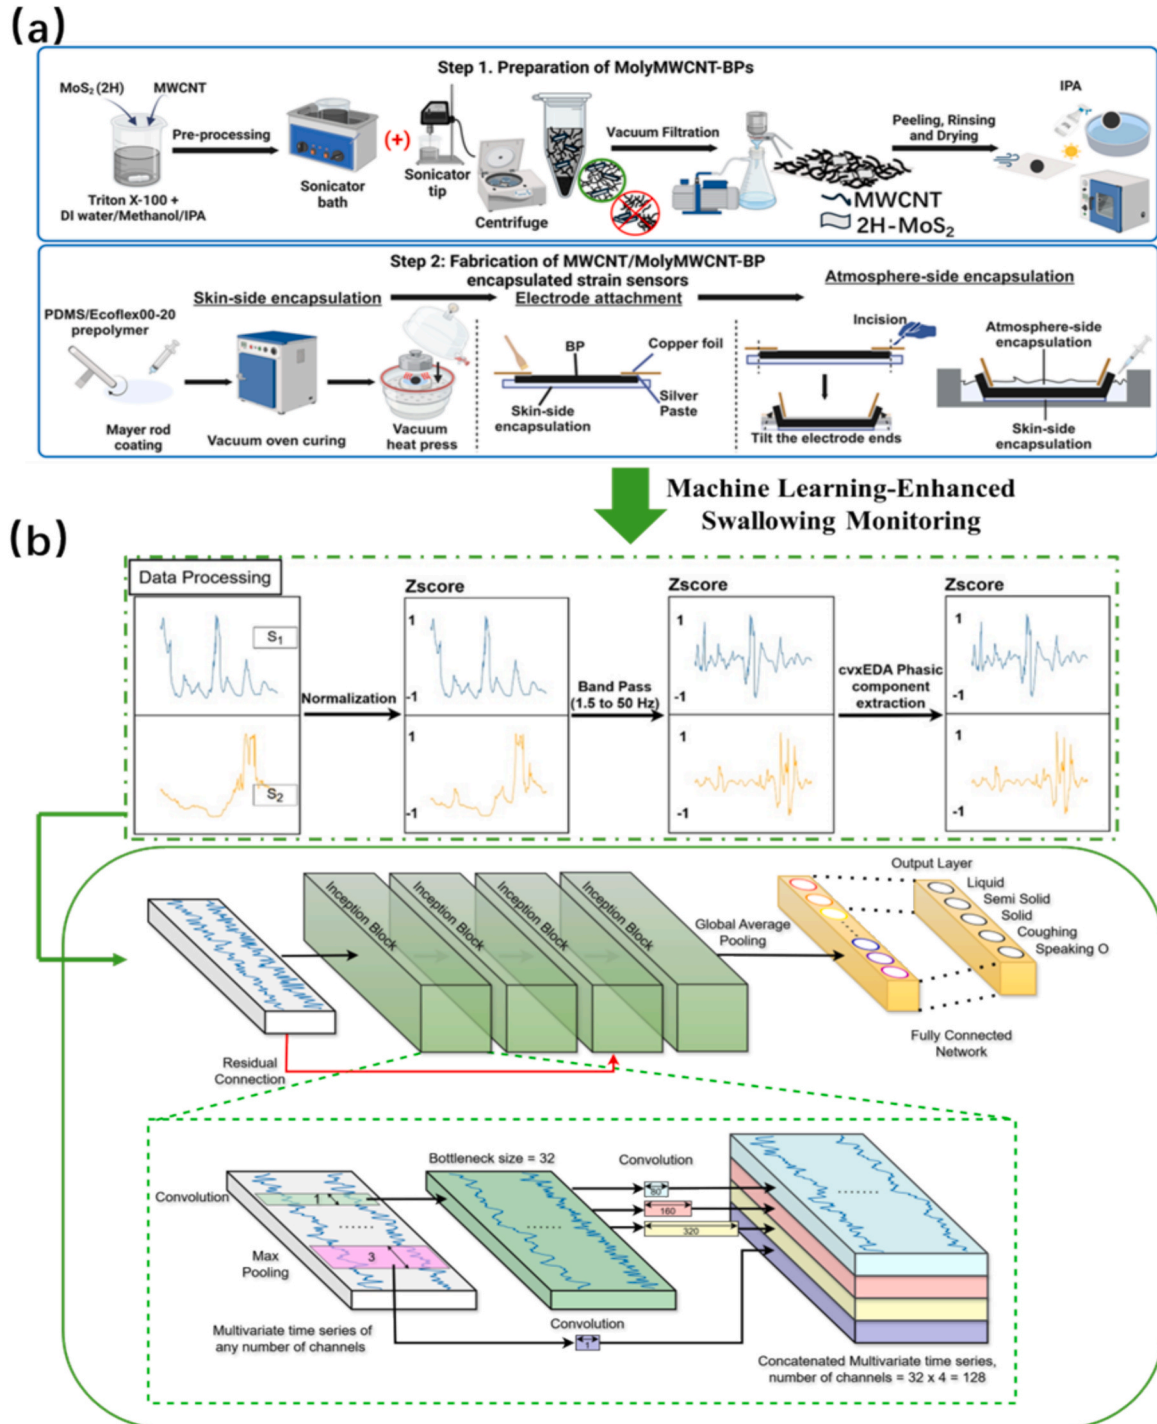 (a)
Step 1. Preparation of MolyMWCNT-BPs
MoS₂ (2H)
MWCNT
Pre-processing
Triton X-100 +
DI water/Methanol/IPA
Sonicator
bath
(+)
Sonicator
tip
Centrifuge
Vacuum Filtration
MWCNT
2H-MoS₂
Peeling, Rinsing
and Drying
IPA
Step 2: Fabrication of MWCNT/MolyMWCNT-BP
encapsulated strain sensors
Skin-side encapsulation
Electrode attachment
Atmosphere-side encapsulation
PDMS/Ecoflex00-20
prepolymer
Mayer rod
coating
Vacuum oven curing
Vacuum
heat press
BP
Copper foil
Silver
Paste
Skin-side
encapsulation
Incision
Tilt the electrode ends
Atmosphere-side
encapsulation
Skin-side
encapsulation
Machine Learning-Enhanced
Swallowing Monitoring
(b)
Data Processing
S₁
S₂
Normalization
Zscore
1
-1
1
-1
Band Pass
(1.5 to 50 Hz)
Zscore
1
-1
1
-1
cvxEDA Phasic
component
extraction
Zscore
1
-1
1
-1
Inception Block
Inception Block
Inception Block
Inception Block
Residual
Connection
Global Average
Pooling
Output Layer
Liquid
Semi Solid
Solid
Coughing
Speaking O
Fully Connected
Network
Convolution
1
Max
Pooling
3
Multivariate time series of
any number of channels
Bottleneck size = 32
Convolution
80
160
320
Convolution
1
Concatenated Multivariate time series,
number of channels = 32 x 4 = 128